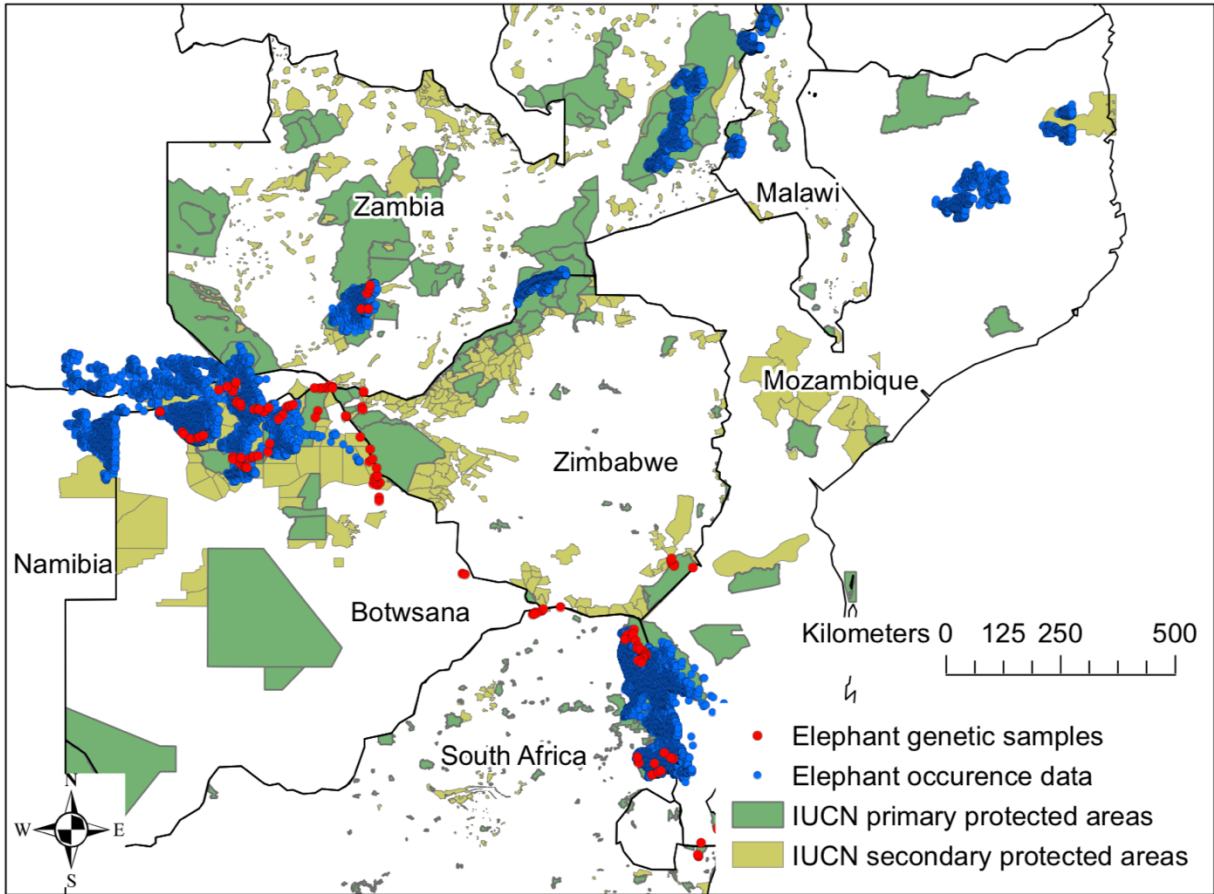 Zambia
Malawi
Mozambique
Zimbabwe
Namibia
Botwsana
South Africa
Kilometers 0 125 250 500
Elephant genetic samples
Elephant occurence data
IUCN primary protected areas
IUCN secondary protected areas
N
W E
S